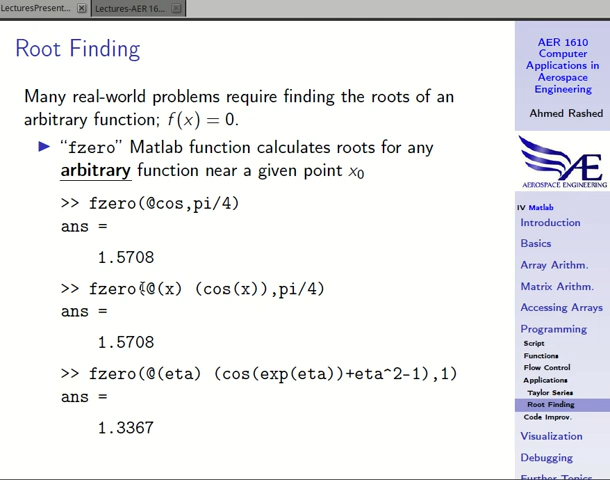 LecturesPresent...
Lectures-AER 16...
Root Finding
Many real-world problems require finding the roots of an
arbitrary function; f(x) = 0.
"fzero" Matlab function calculates roots for any
arbitrary function near a given point x₀
>> fzero(@cos,pi/4)
ans =
1.5708
>> fzero(@(x) (cos(x)),pi/4)
ans =
1.5708
>> fzero(@(eta) (cos(exp(eta))+eta^2-1),1)
ans =
1.3367
AER 1610
Computer
Applications in
Aerospace
Engineering
Ahmed Rashed
Æ
AEROSPACE ENGINEERING
IV Matlab
Introduction
Basics
Array Arithm.
Matrix Arithm.
Accessing Arrays
Programming
Script
Functions
Flow Control
Applications
Taylor Series
Root Finding
Code Improv.
Visualization
Debugging
Further Topics